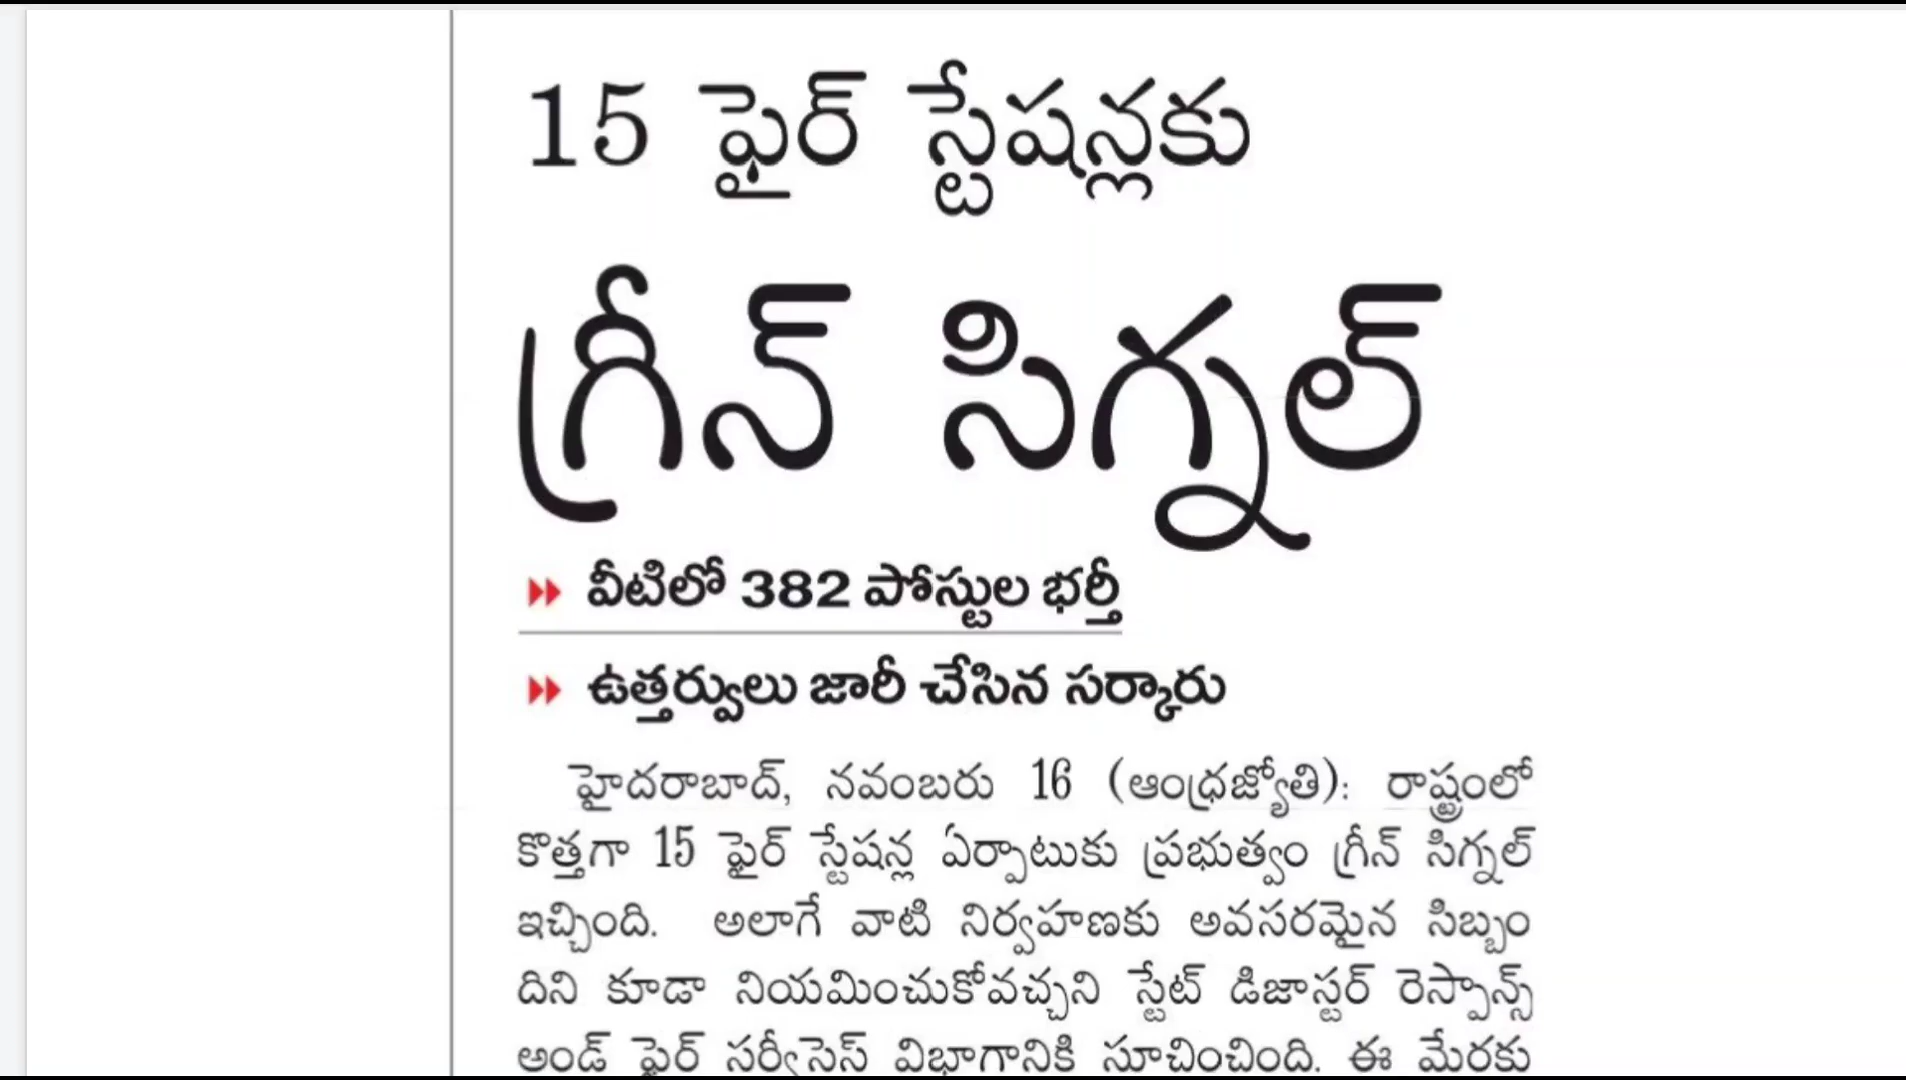 15 ఫైర్ స్టేషన్లకు
గ్రీన్ సిగ్నల్
వీటిలో 382 పోస్టుల భర్తీ
ఉత్తర్వులు జారీ చేసిన సర్కారు
హైదరాబాద్, నవంబరు 16 (ఆంధ్రజ్యోతి): రాష్ట్రంలో
కొత్తగా 15 ఫైర్ స్టేషన్ల ఏర్పాటుకు ప్రభుత్వం గ్రీన్ సిగ్నల్
ఇచ్చింది. అలాగే వాటి నిర్వహణకు అవసరమైన సిబ్బం
దిని కూడా నియమించుకోవచ్చని స్టేట్ డిజాస్టర్ రెస్పాన్స్
అండ్ ఫైర్ సర్వీసెస్ విభాగానికి సూచించింది. ఈ మేరకు